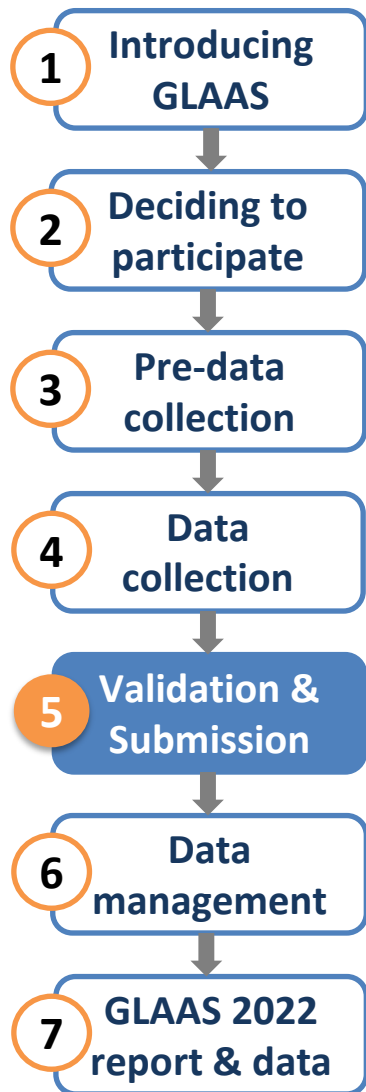 1
Introducing
GLAAS
2
Deciding to
participate
3
Pre-data
collection
4
Data
collection
5
Validation &
Submission
6
Data
management
7
GLAAS 2022
report & data